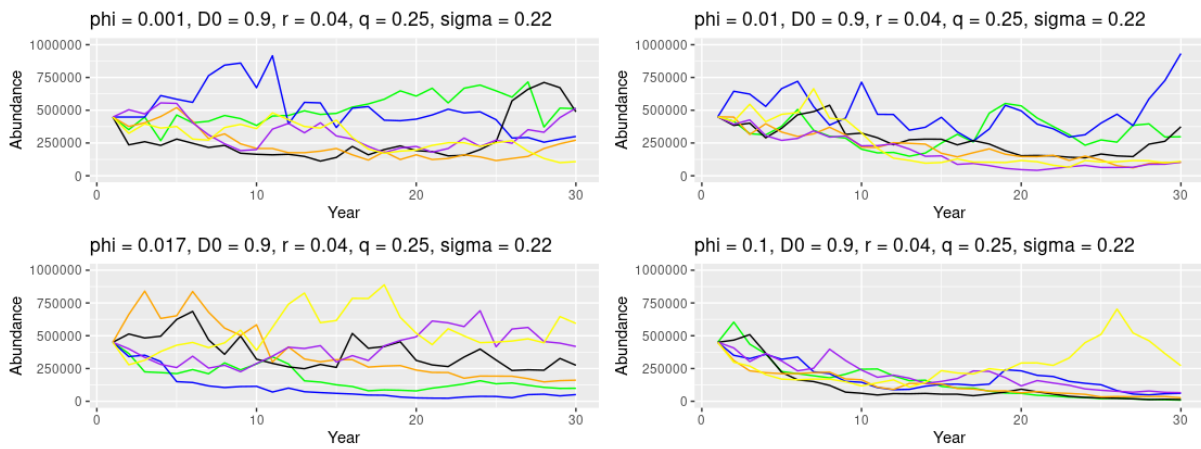 phi = 0.001, D0 = 0.9, r = 0.04, q = 0.25, sigma = 0.22
1000000
750000
500000
250000
0
Abundance
0 10 20 30
Year
phi = 0.01, D0 = 0.9, r = 0.04, q = 0.25, sigma = 0.22
1000000
750000
500000
250000
0
Abundance
0 10 20 30
Year
phi = 0.017, D0 = 0.9, r = 0.04, q = 0.25, sigma = 0.22
1000000
750000
500000
250000
0
Abundance
0 10 20 30
Year
phi = 0.1, D0 = 0.9, r = 0.04, q = 0.25, sigma = 0.22
1000000
750000
500000
250000
0
Abundance
0 10 20 30
Year